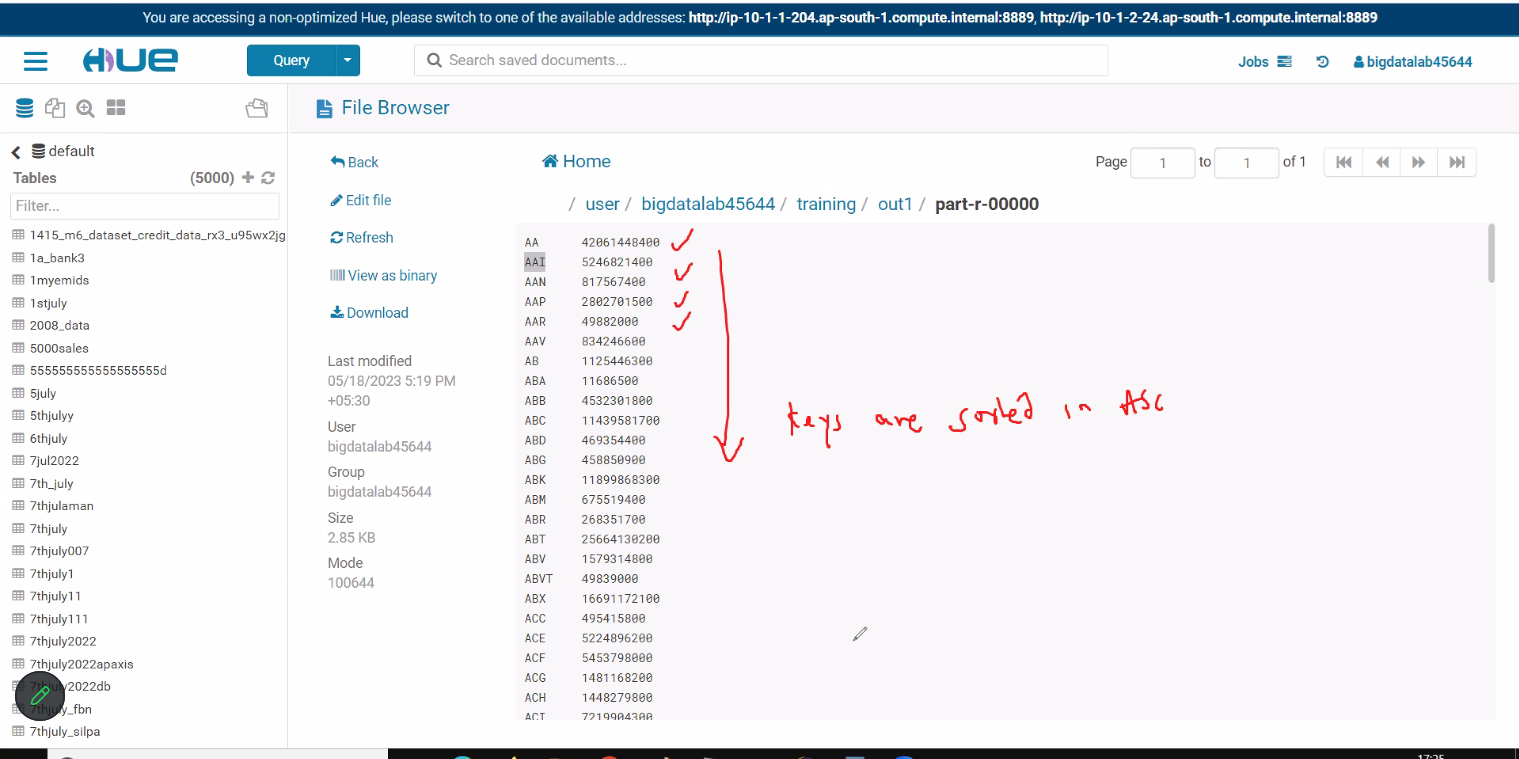 You are accessing a non-optimized Hue, please switch to one of the available addresses: http://ip-10-1-1-204.ap-south-1.compute.internal:8889, http://ip-10-1-2-24.ap-south-1.compute.internal:8889
HUE
Query
Search saved documents...
Jobs
bigdatalab45644
File Browser
default
Tables (5000)
Filter...
1415_m6_dataset_credit_data_rx3_u95wx2jg
1a_bank3
1myemids
1stjuly
2008_data
5000sales
555555555555555555d
5july
5thjulyy
6thjuly
7jul2022
7th_july
7thjulaman
7thjuly
7thjuly007
7thjuly1
7thjuly11
7thjuly111
7thjuly2022
7thjuly2022apaxis
7thjuly2022db
7thjuly_fbn
7thjuly_silpa
Back
Edit file
Refresh
View as binary
Download
Last modified
05/18/2023 5:19 PM
+05:30
User
bigdatalab45644
Group
bigdatalab45644
Size
2.85 KB
Mode
100644
Home
Page 1 to 1 of 1
/ user / bigdatalab45644 / training / out1 / part-r-00000
AA 42061448400
AAI 5246821400
AAN 817567400
AAP 2802701500
AAR 49882000
AAV 834246600
AB 1125446300
ABA 11686500
ABB 4532301800
ABC 11439581700
ABD 469354400
ABG 458850900
ABK 11899868300
ABM 675519400
ABR 268351700
ABT 25664130200
ABV 1579314800
ABVT 49839000
ABX 16691172100
ACC 495415800
ACE 5224896200
ACF 5453798000
ACG 1481168200
ACH 1448279800
ACI 7219904300
keys are sorted in ASC
17:25